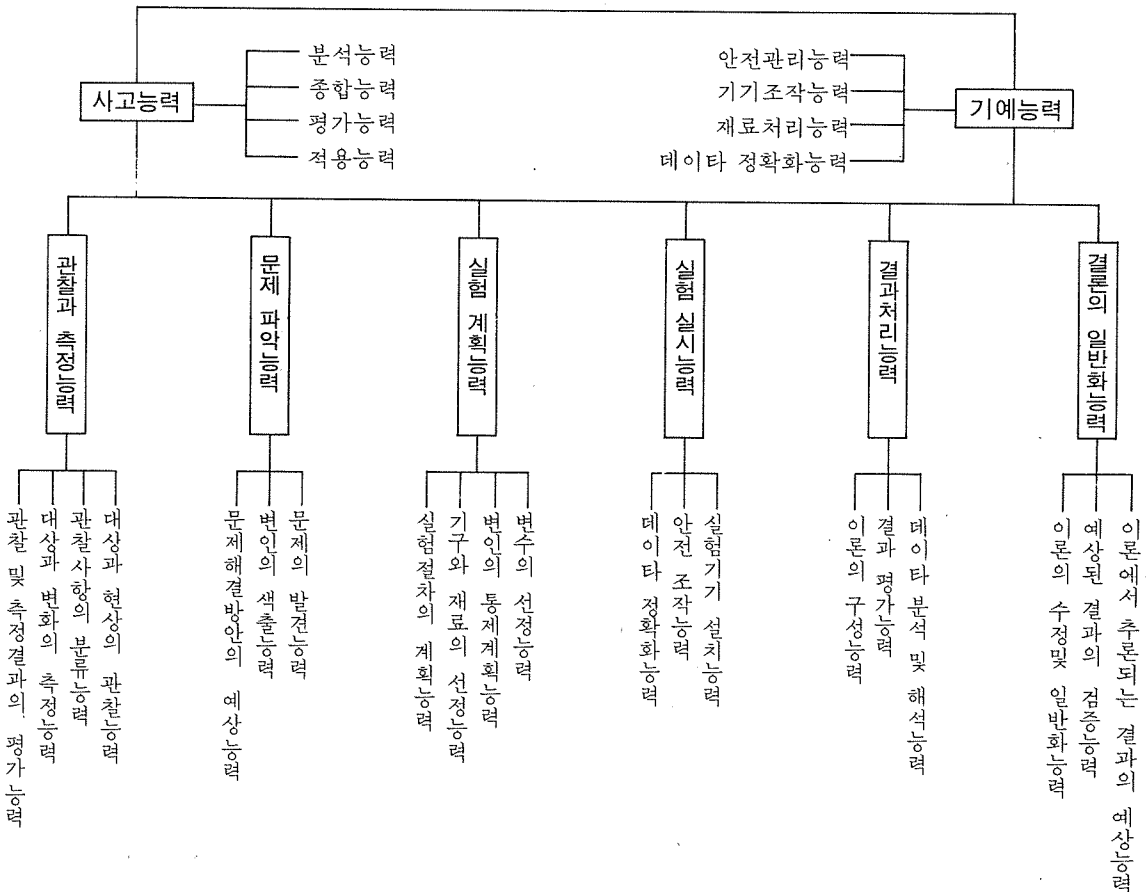 사고능력
분석능력
종합능력
평가능력
적용능력
안전관리능력
기기조작능력
재료처리능력
데이타 정확화능력
기예능력
관찰과 측정능력
문제 파악능력
실험 계획능력
실험 실시능력
결과처리능력
결론의 일반화능력
대상과 현상의 관찰능력
관찰사항의 분류능력
대상과 변화의 측정능력
관찰 및 측정결과의 평가능력
문제의 발견능력
변인의 색출능력
문제해결방안의 예상능력
변수의 선정능력
변인의 통제계획능력
기구와 재료의 선정능력
실험절차의 계획능력
실험기기 설치능력
안전 조작능력
데이타 정확화능력
데이타 분석 및 해석능력
결과 평가능력
이론의 구성능력
이론에서 추론되는 결과의 예상능력
예상된 결과의 검증능력
이론의 수정및 일반화능력